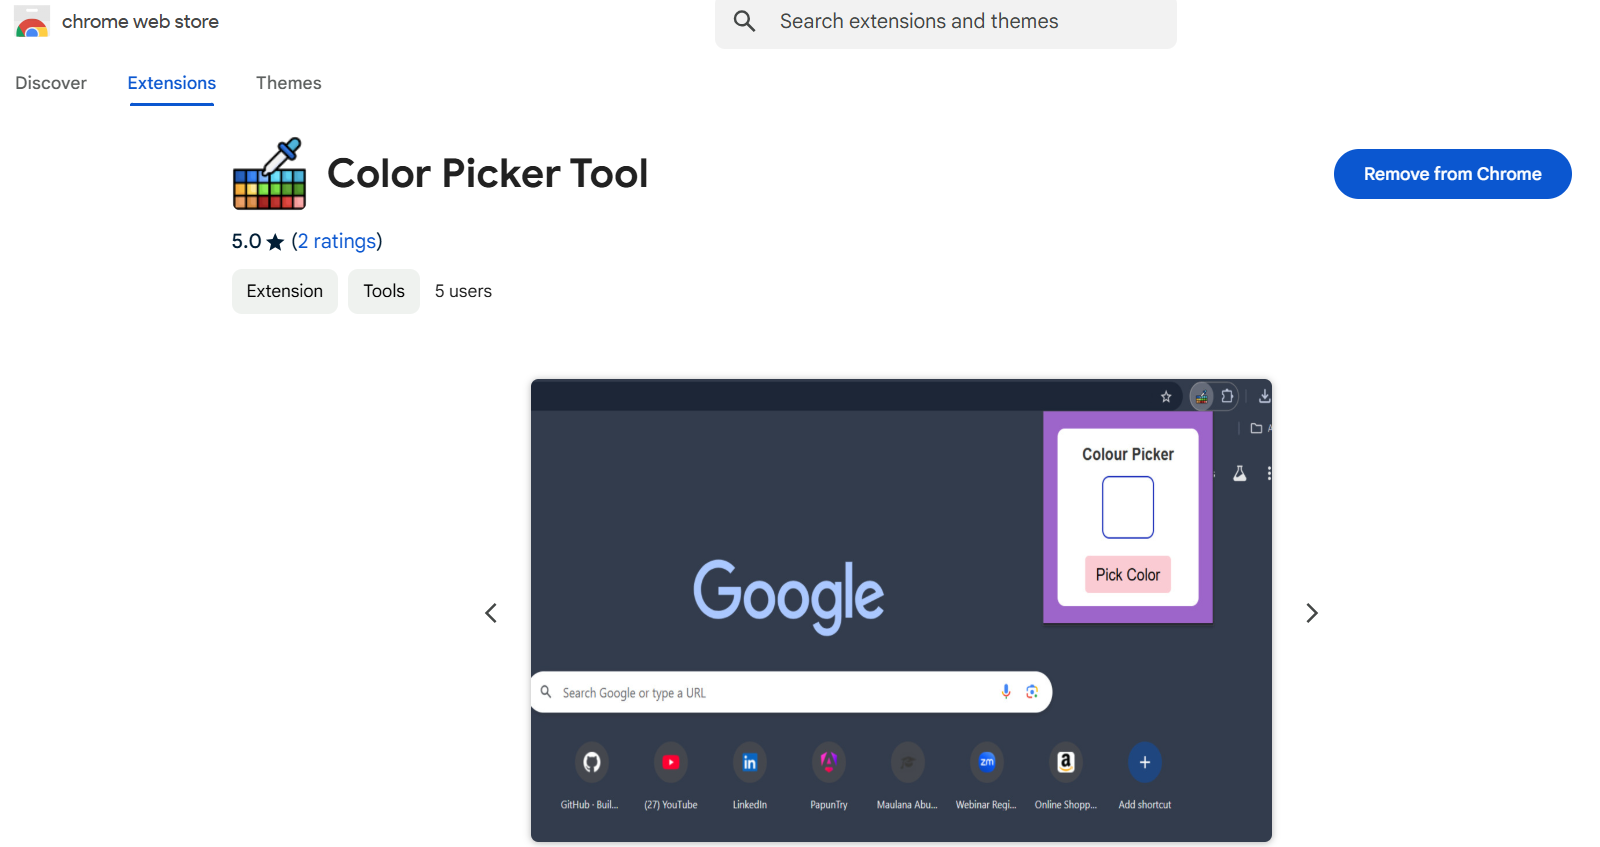 chrome web store
Search extensions and themes
Discover
Extensions
Themes
Color Picker Tool
Remove from Chrome
5.0 ★ (2 ratings)
Extension
Tools
5 users
A
Colour Picker
Pick Color
Google
Search Google or type a URL
GitHub · Buil...
(27) YouTube
LinkedIn
PapunTry
Maulana Abu...
Webinar Regi...
Online Shopp...
Add shortcut